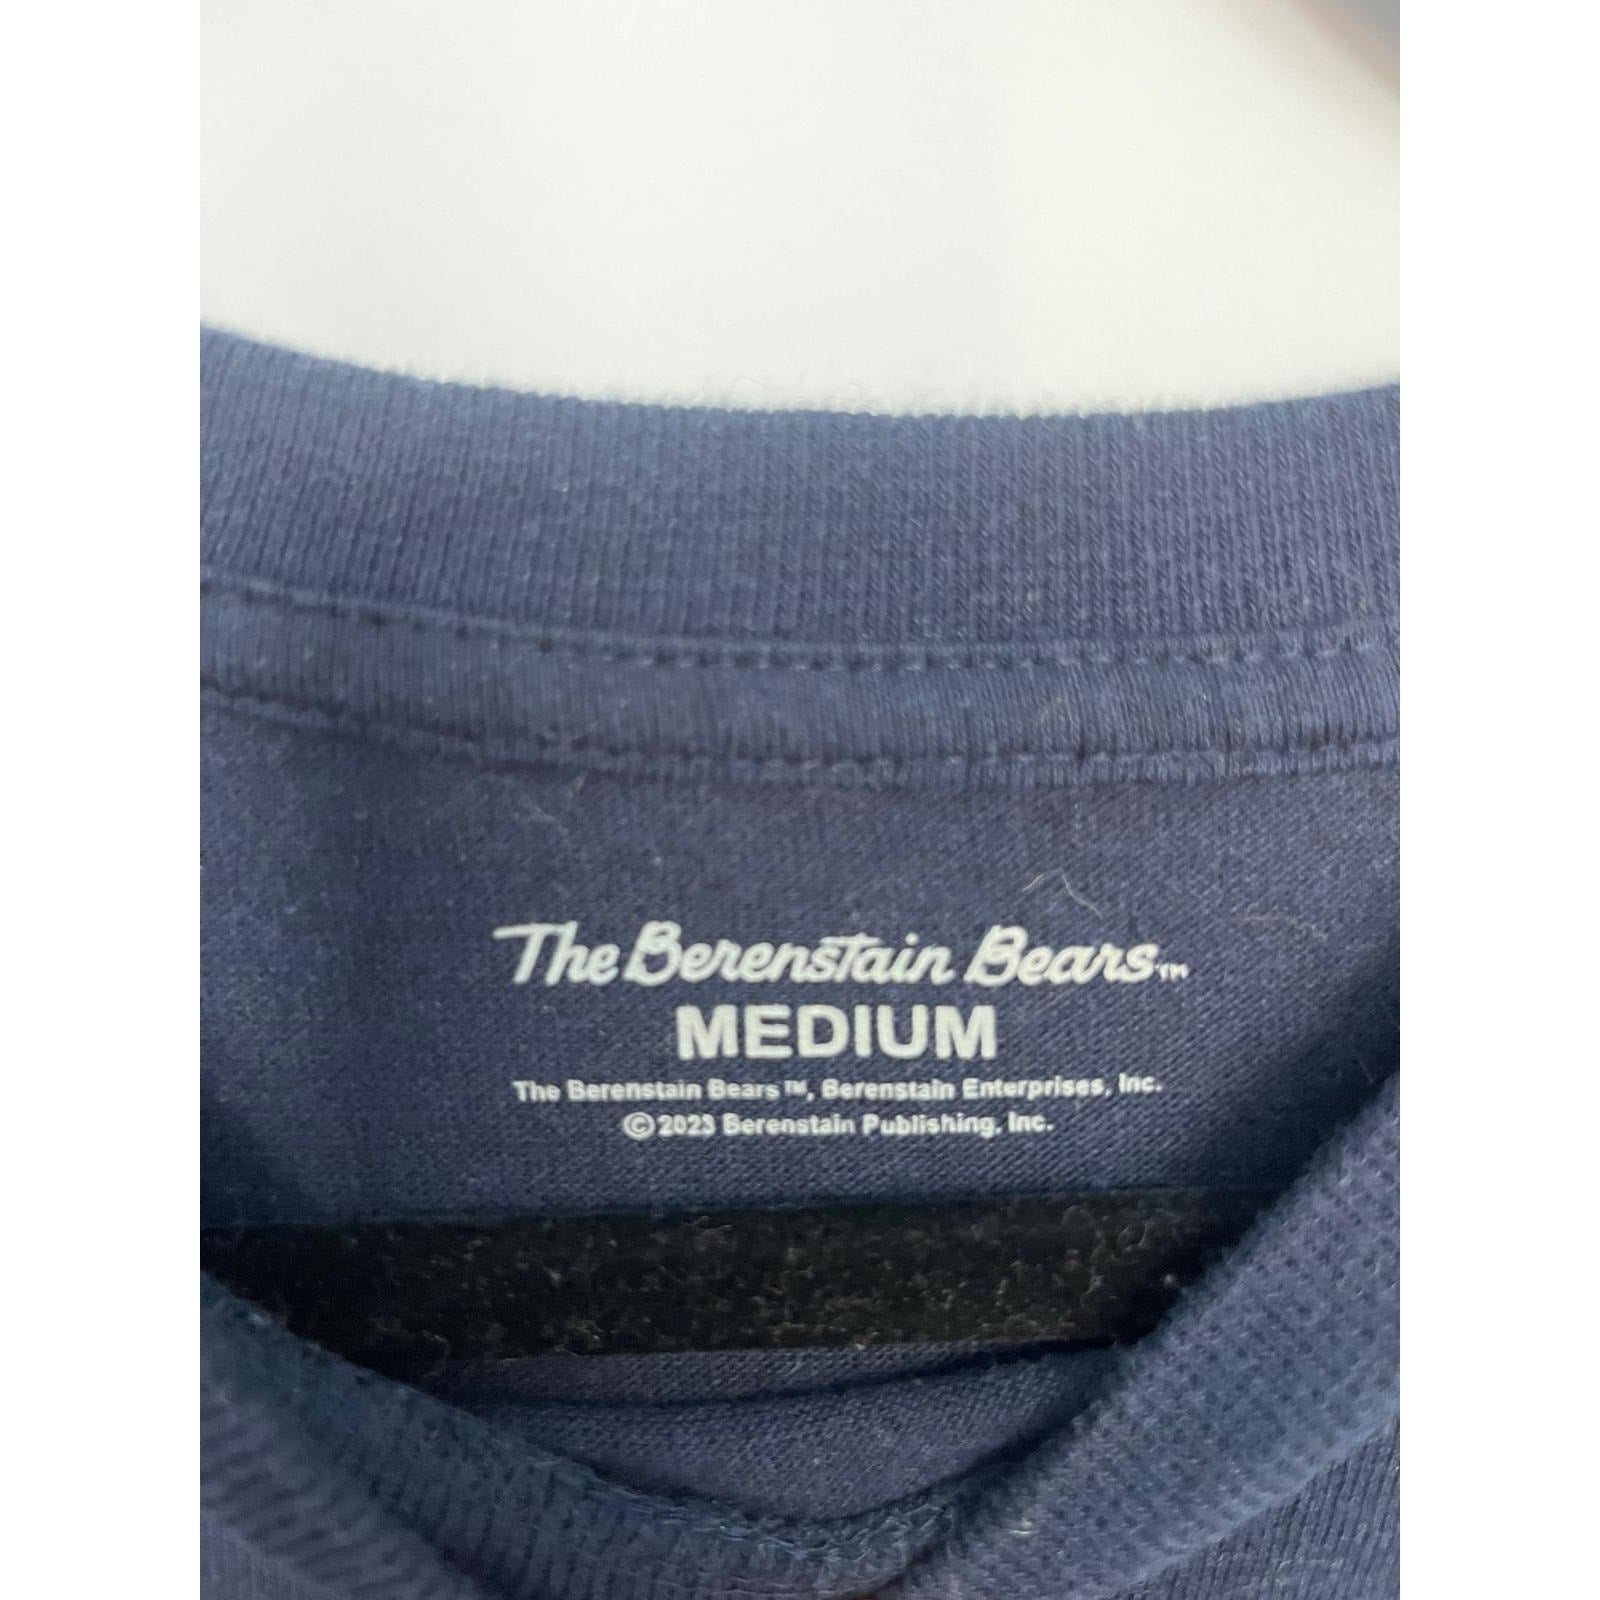 The Berenstain Bears™
MEDIUM
The Berenstain Bears™, Berenstain Enterprises, Inc.
©2023 Berenstain Publishing, Inc.